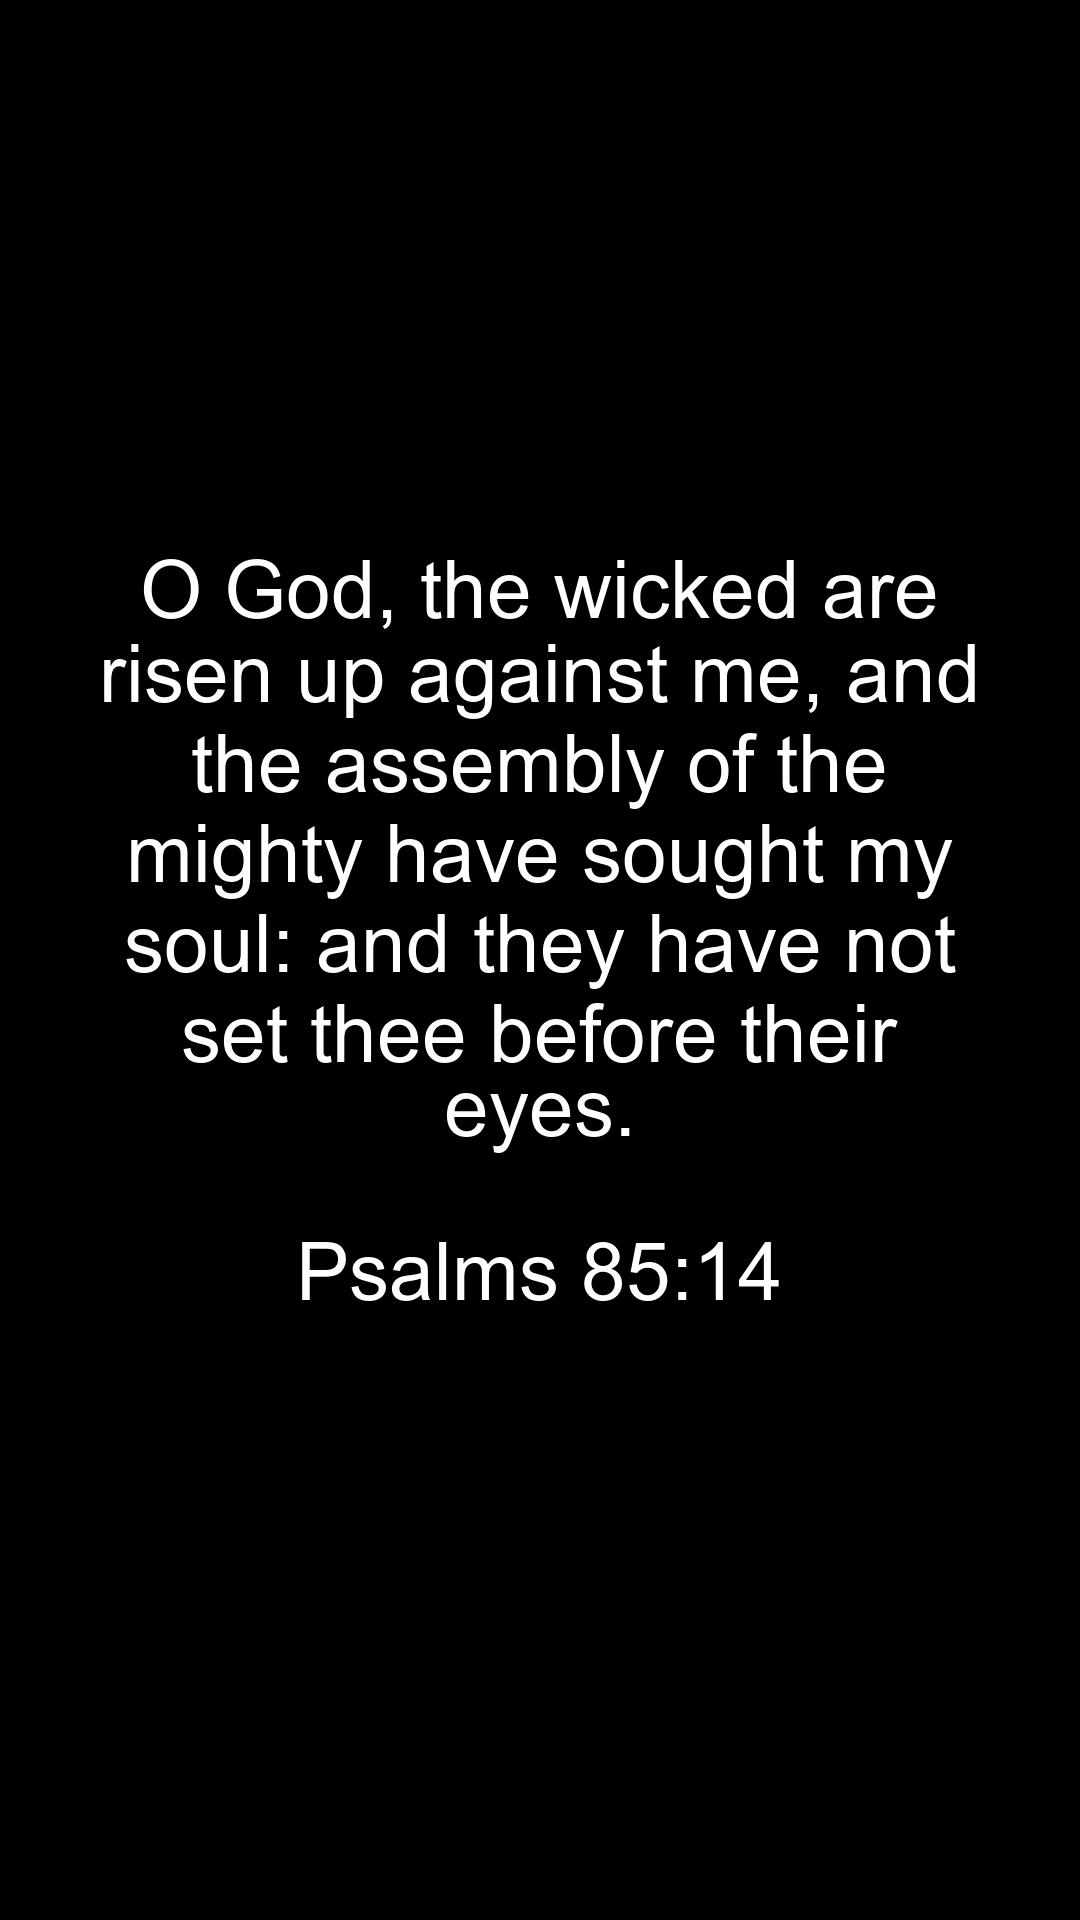 O God, the wicked are
risen up against me, and
the assembly of the
mighty have sought my
soul: and they have not
set thee before their
eyes.
Psalms 85:14